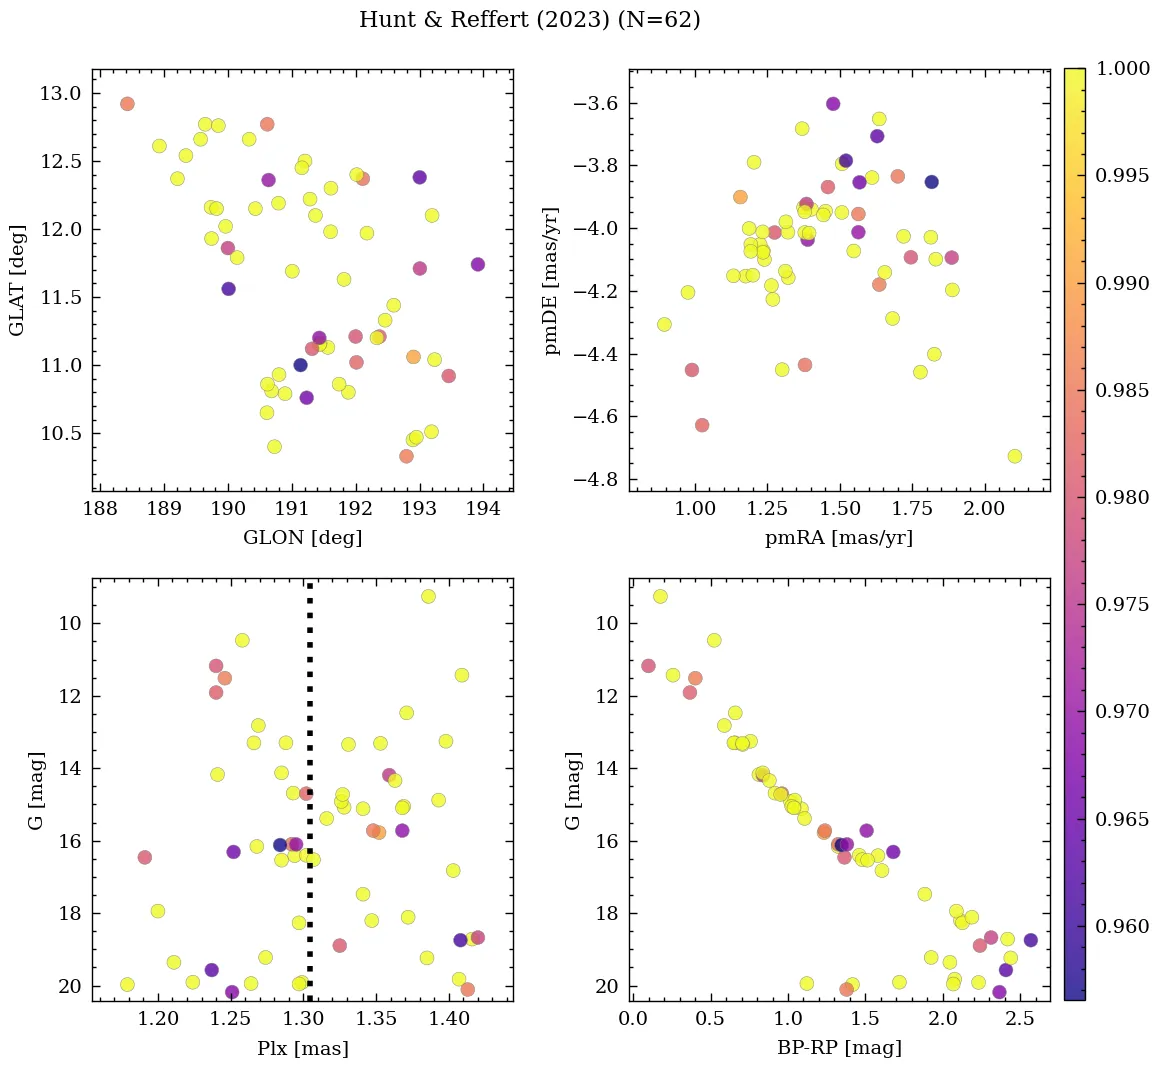 Hunt & Reffert (2023) (N=62)
13.0
12.5
12.0
11.5
11.0
10.5
GLAT [deg]
188 189 190 191 192 193 194
GLON [deg]
−3.6
−3.8
−4.0
−4.2
−4.4
−4.6
−4.8
pmDE [mas/yr]
1.00 1.25 1.50 1.75 2.00
pmRA [mas/yr]
10
12
14
16
18
20
G [mag]
1.20 1.25 1.30 1.35 1.40
Plx [mas]
10
12
14
16
18
20
G [mag]
0.0 0.5 1.0 1.5 2.0 2.5
BP-RP [mag]
1.000
0.995
0.990
0.985
0.980
0.975
0.970
0.965
0.960